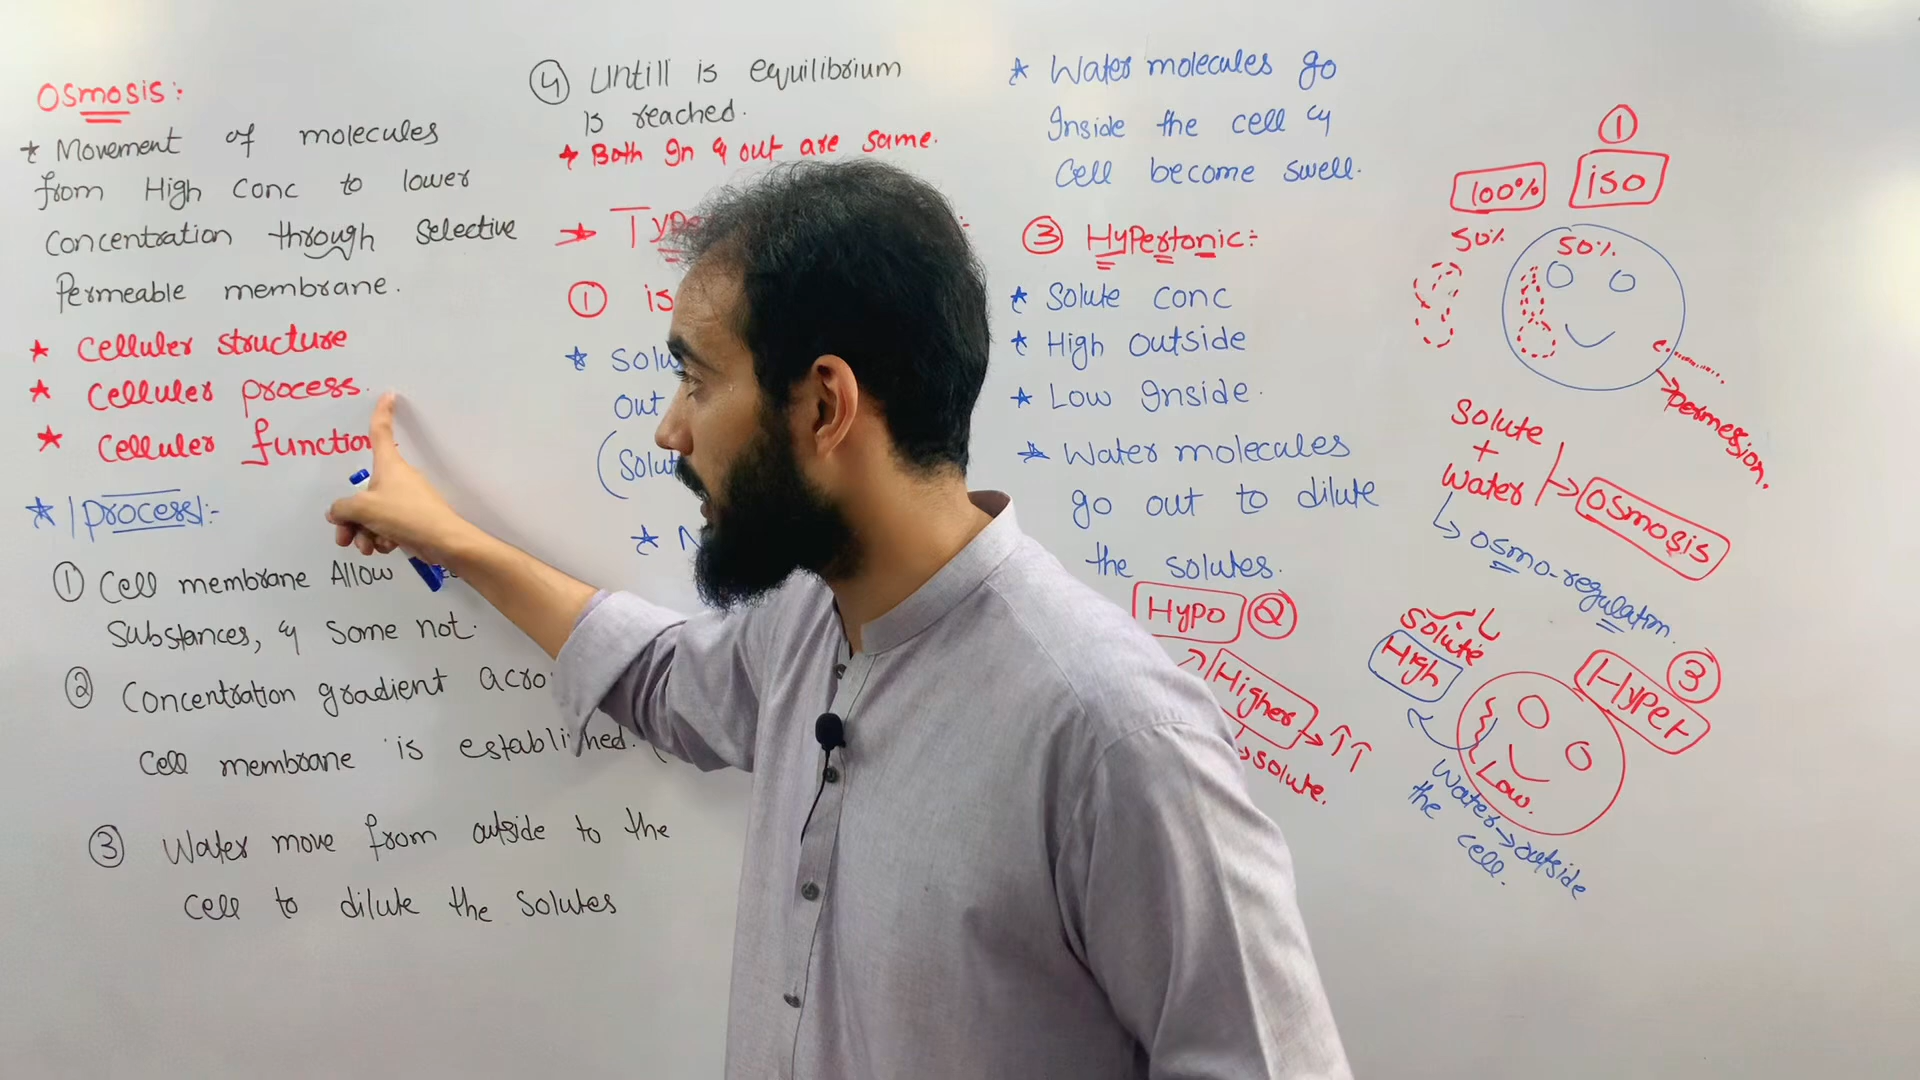 Osmosis:
* Movement of molecules
from High Conc to lower
Concentration through Selective
Permeable membrane.
* Celluler structure
* Celluler process.
* Celluler function.
* |process|:-
① Cell membrane Allow
Substances, & Some not.
② Concentration gradient
cell membrane is established.
③ Water move from outside to the
cell to dilute the solutes
④ Untill is equilibrium
is reached.
* Both In & out are same.
① is
Out
* Water molecules go
Inside the cell &
Cell become swell.
③ Hypertonic:-
* Solute conc
* High outside
* Low Inside.
* Water molecules
go out to dilute
the solutes.
Hypo ②
Higher → ↑↑
↳ solute.
①
100% iso
50% 50%
→ permession.
Solute
+
Water → Osmosis
↳ Osmo-regulation.
Solute
High
Hyper ③
Low.
Water → outside
the cell.